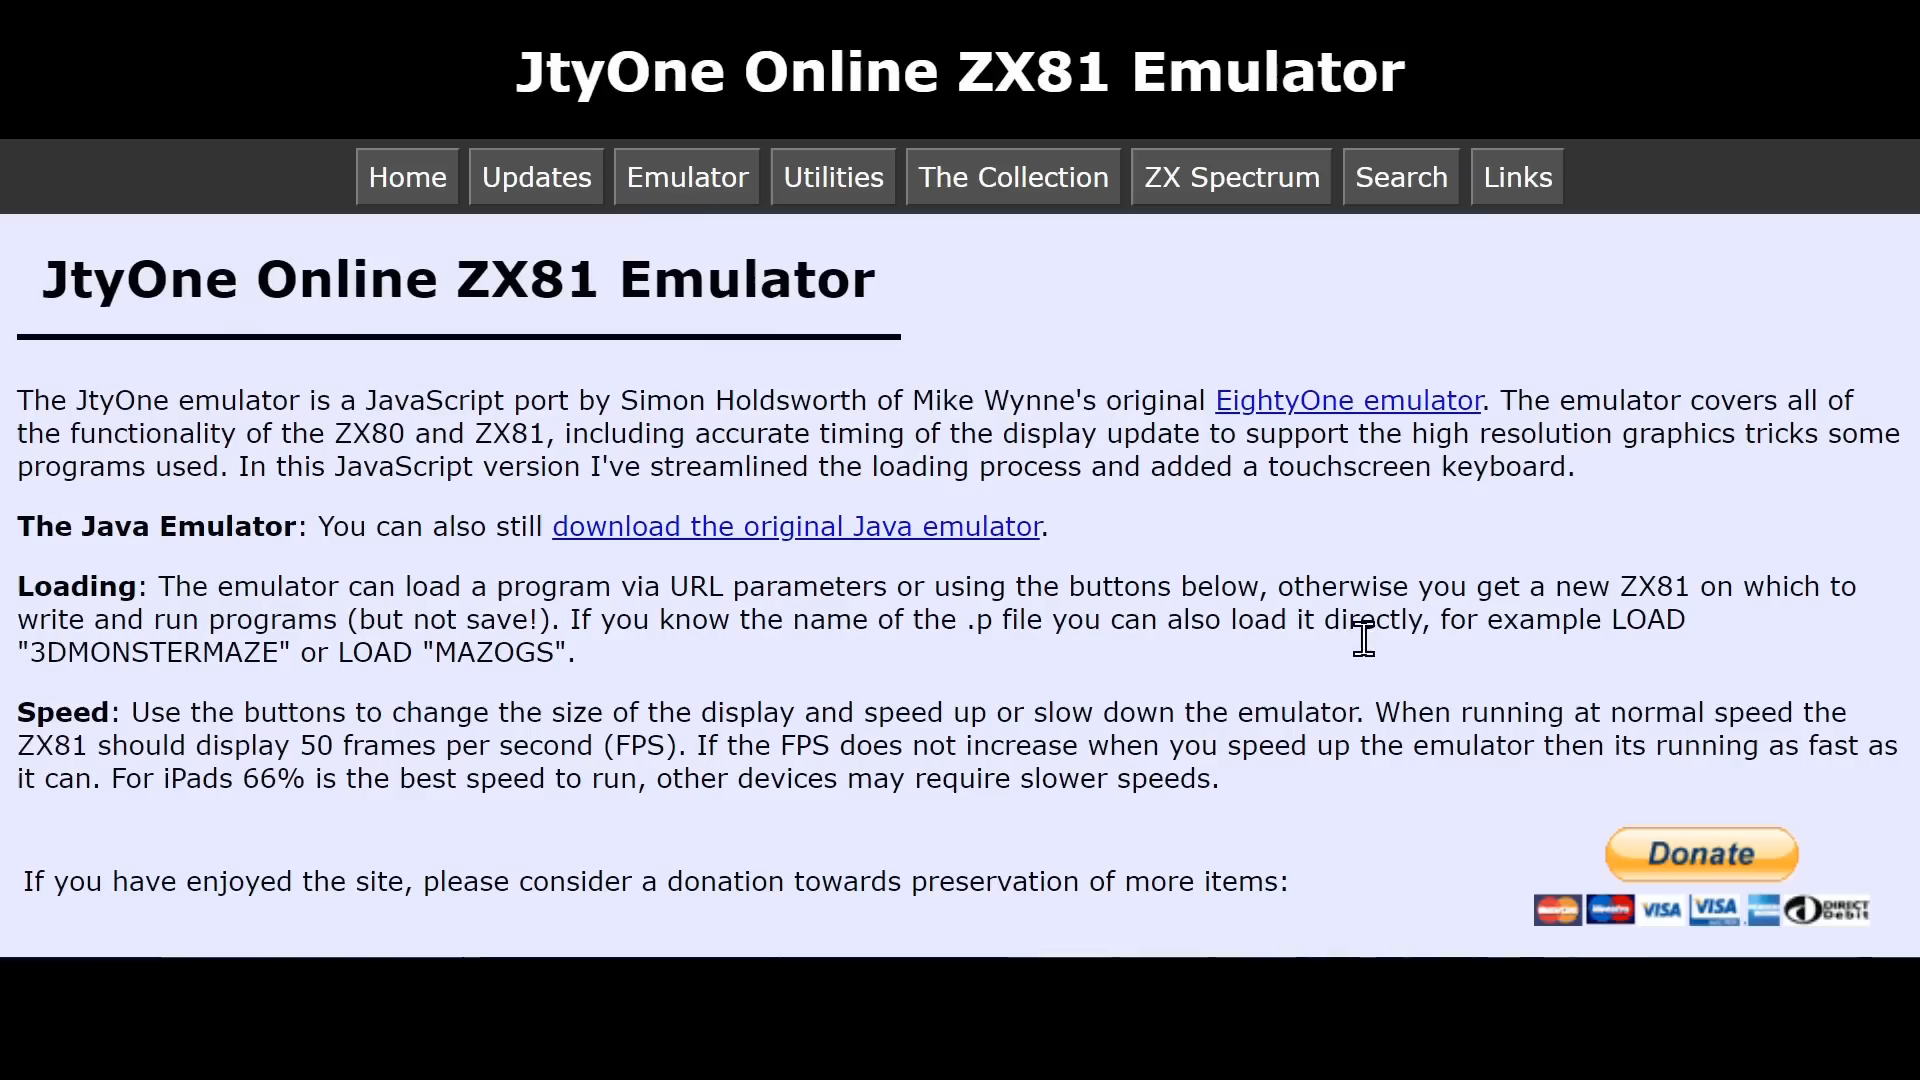 JtyOne Online ZX81 Emulator
Home Updates Emulator Utilities The Collection ZX Spectrum Search Links
JtyOne Online ZX81 Emulator
The JtyOne emulator is a JavaScript port by Simon Holdsworth of Mike Wynne's original EightyOne emulator. The emulator covers all of
the functionality of the ZX80 and ZX81, including accurate timing of the display update to support the high resolution graphics tricks some
programs used. In this JavaScript version I've streamlined the loading process and added a touchscreen keyboard.
The Java Emulator: You can also still download the original Java emulator.
Loading: The emulator can load a program via URL parameters or using the buttons below, otherwise you get a new ZX81 on which to
write and run programs (but not save!). If you know the name of the .p file you can also load it directly, for example LOAD
"3DMONSTERMAZE" or LOAD "MAZOGS".
Speed: Use the buttons to change the size of the display and speed up or slow down the emulator. When running at normal speed the
ZX81 should display 50 frames per second (FPS). If the FPS does not increase when you speed up the emulator then its running as fast as
it can. For iPads 66% is the best speed to run, other devices may require slower speeds.
Donate
If you have enjoyed the site, please consider a donation towards preservation of more items:
VISA VISA DIRECT
Debit